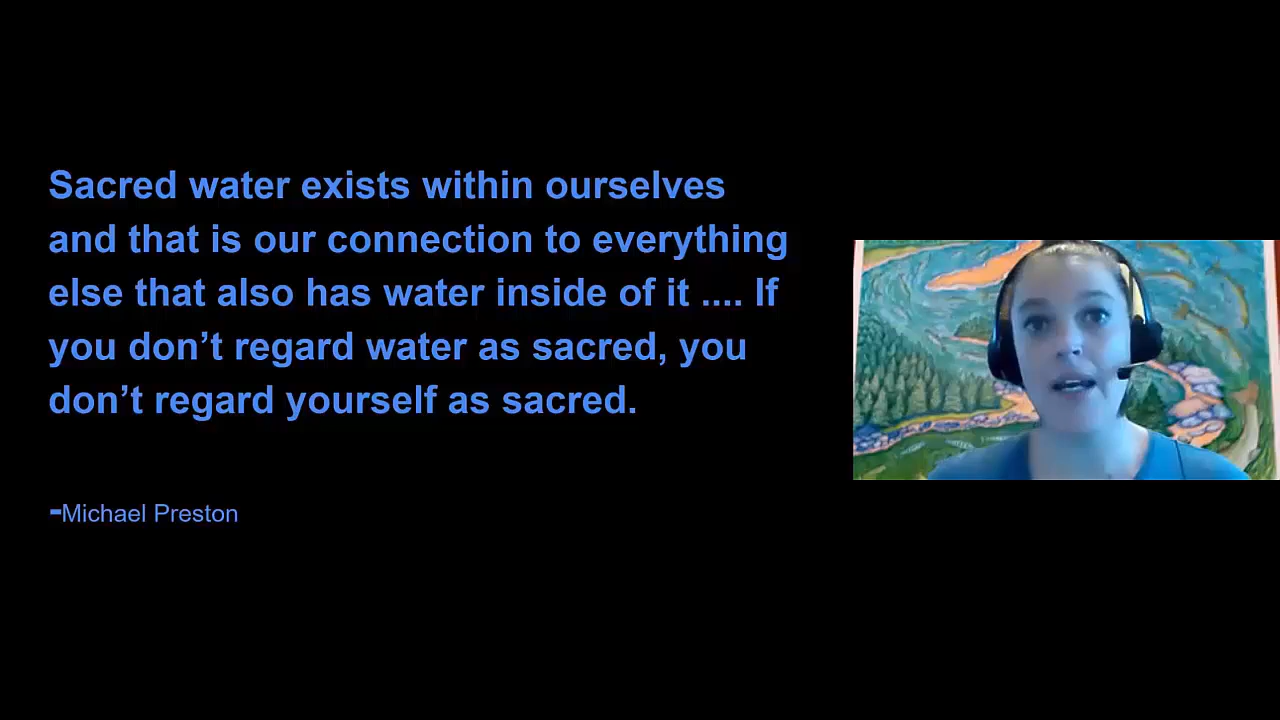 Sacred water exists within ourselves
and that is our connection to everything
else that also has water inside of it .... If
you don’t regard water as sacred, you
don’t regard yourself as sacred.
-Michael Preston